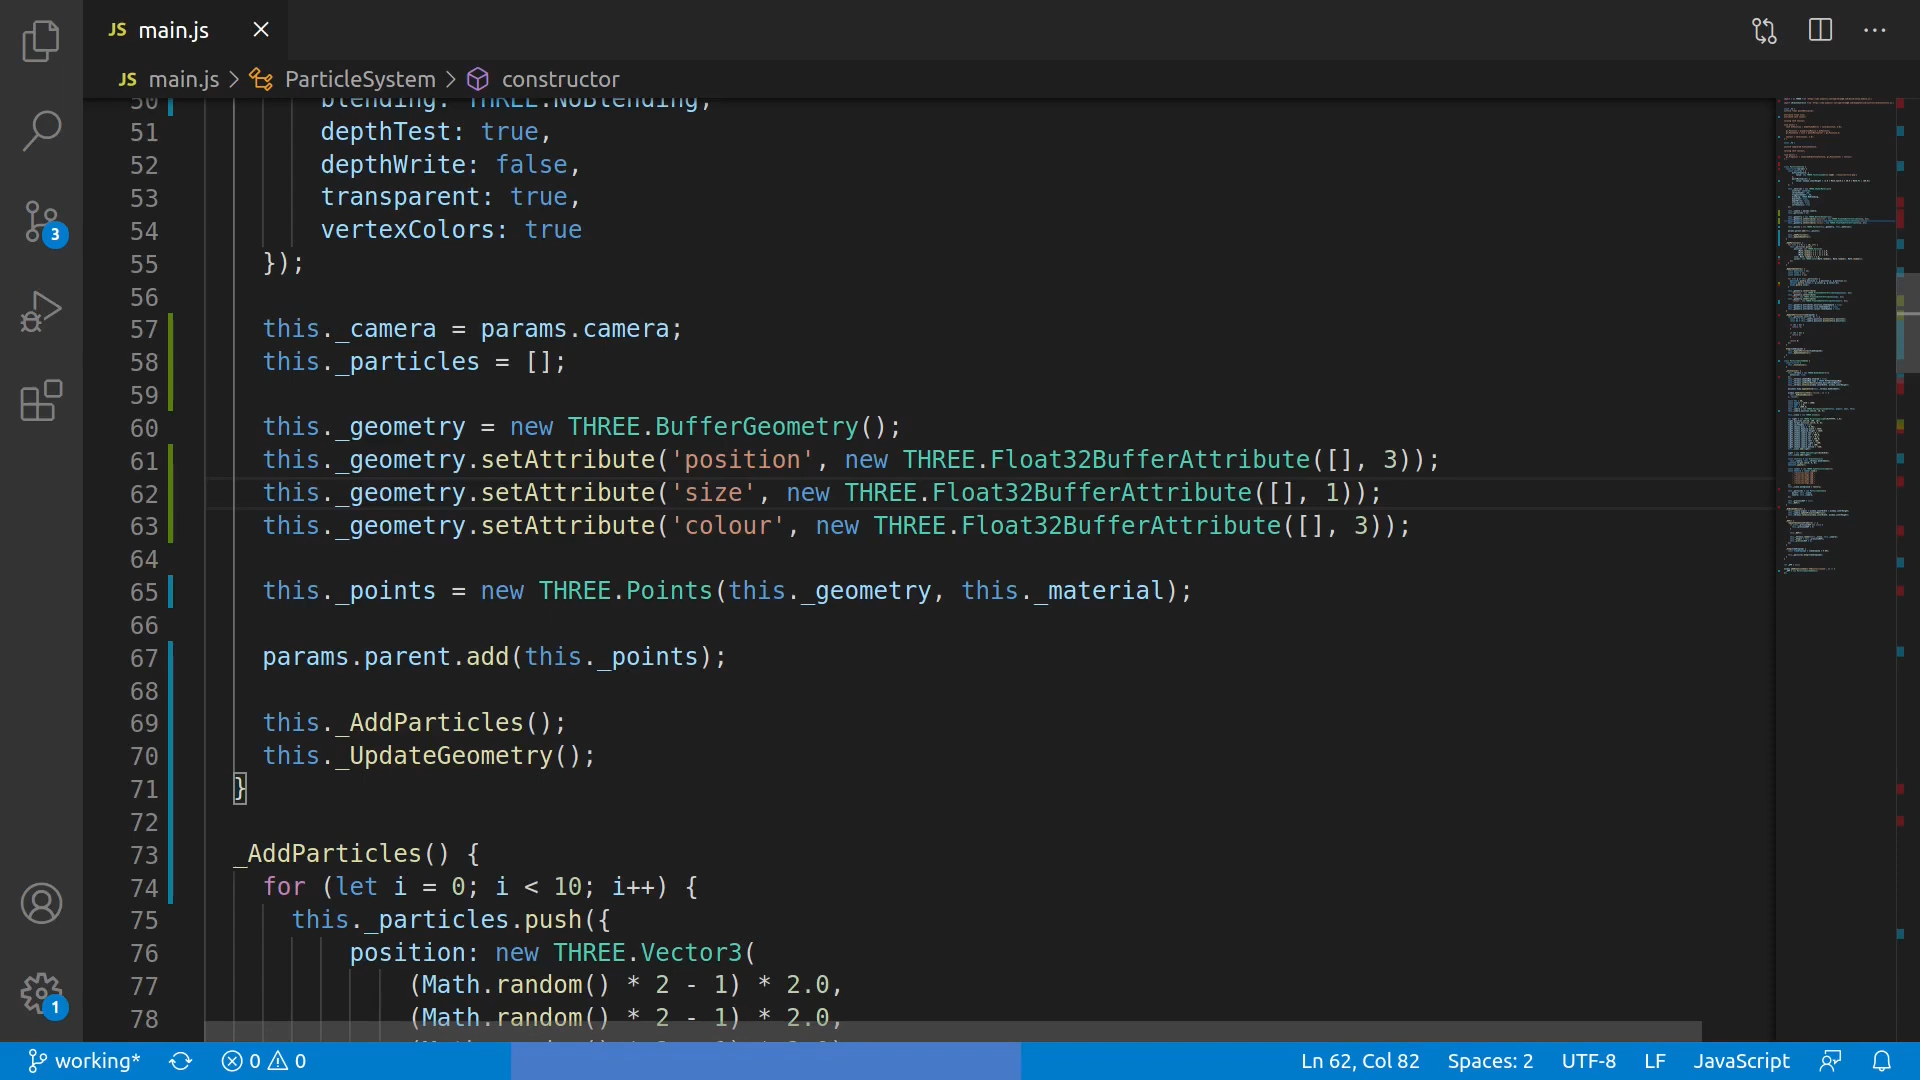 JS main.js
JS main.js > ParticleSystem > constructor
50 blending: THREE.NoBlending,
51 depthTest: true,
52 depthWrite: false,
53 transparent: true,
54 vertexColors: true
55 });
56
57 this._camera = params.camera;
58 this._particles = [];
59
60 this._geometry = new THREE.BufferGeometry();
61 this._geometry.setAttribute('position', new THREE.Float32BufferAttribute([], 3));
62 this._geometry.setAttribute('size', new THREE.Float32BufferAttribute([], 1));
63 this._geometry.setAttribute('colour', new THREE.Float32BufferAttribute([], 3));
64
65 this._points = new THREE.Points(this._geometry, this._material);
66
67 params.parent.add(this._points);
68
69 this._AddParticles();
70 this._UpdateGeometry();
71 }
72
73 _AddParticles() {
74 for (let i = 0; i < 10; i++) {
75 this._particles.push({
76 position: new THREE.Vector3(
77 (Math.random() * 2 - 1) * 2.0,
78 (Math.random() * 2 - 1) * 2.0,
3
1
working* 0 0 Ln 62, Col 82 Spaces: 2 UTF-8 LF JavaScript